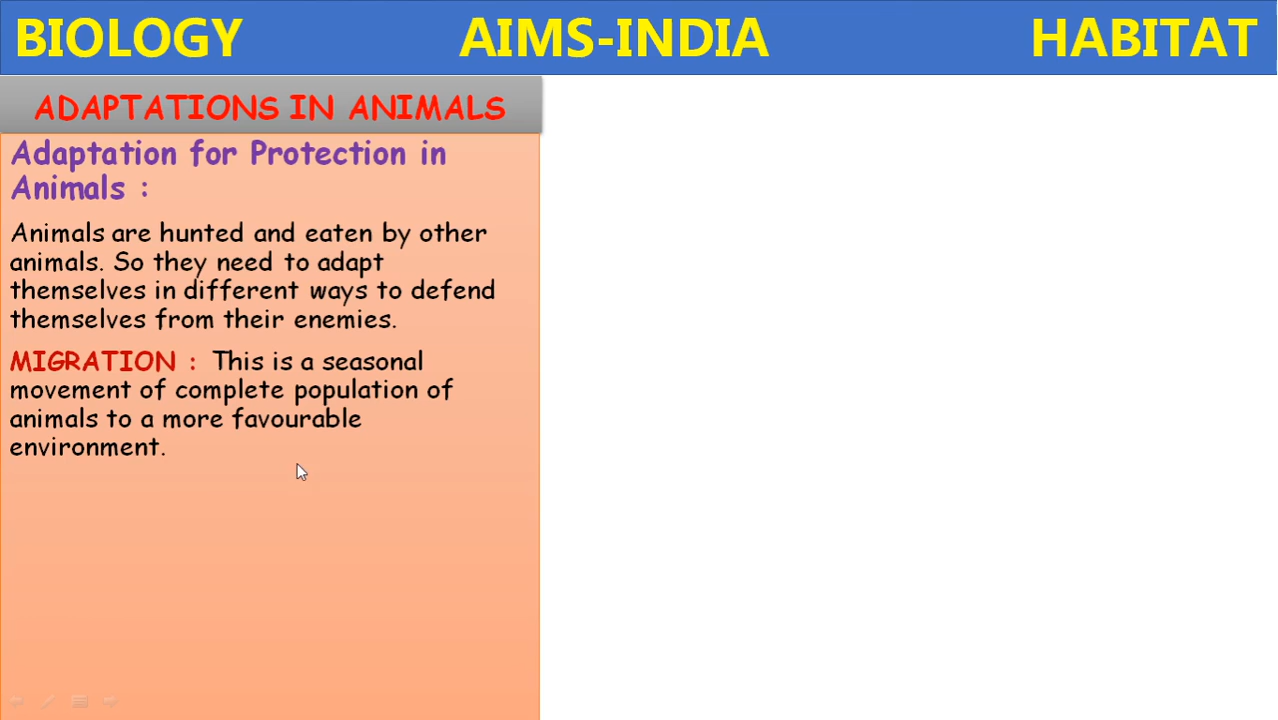 BIOLOGY AIMS-INDIA HABITAT
ADAPTATIONS IN ANIMALS
Adaptation for Protection in
Animals :
Animals are hunted and eaten by other
animals. So they need to adapt
themselves in different ways to defend
themselves from their enemies.
MIGRATION : This is a seasonal
movement of complete population of
animals to a more favourable
environment.